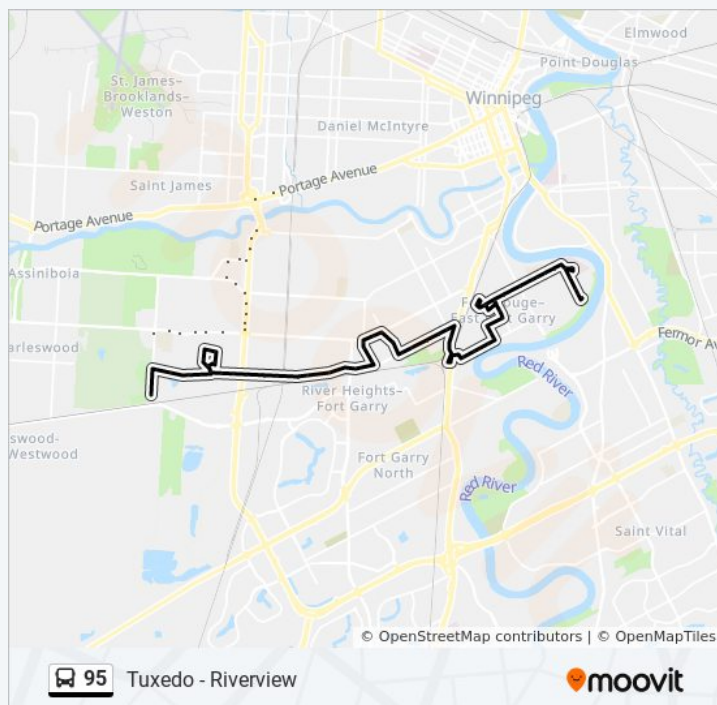 Elmwood
Point-Douglas
St. James–
Brooklands–
Weston
Winnipeg
Daniel McIntyre
Saint James
Portage Avenue
Portage Avenue
Assiniboia
Fort Rouge–
East Fort Garry
arleswood
Fermor Av
Red River
River Heights–
Fort Garry
swood-
Westwood
Fort Garry
North
Red River
Saint Vital
© OpenStreetMap contributors | © OpenMapTiles
95 Tuxedo - Riverview
moovit